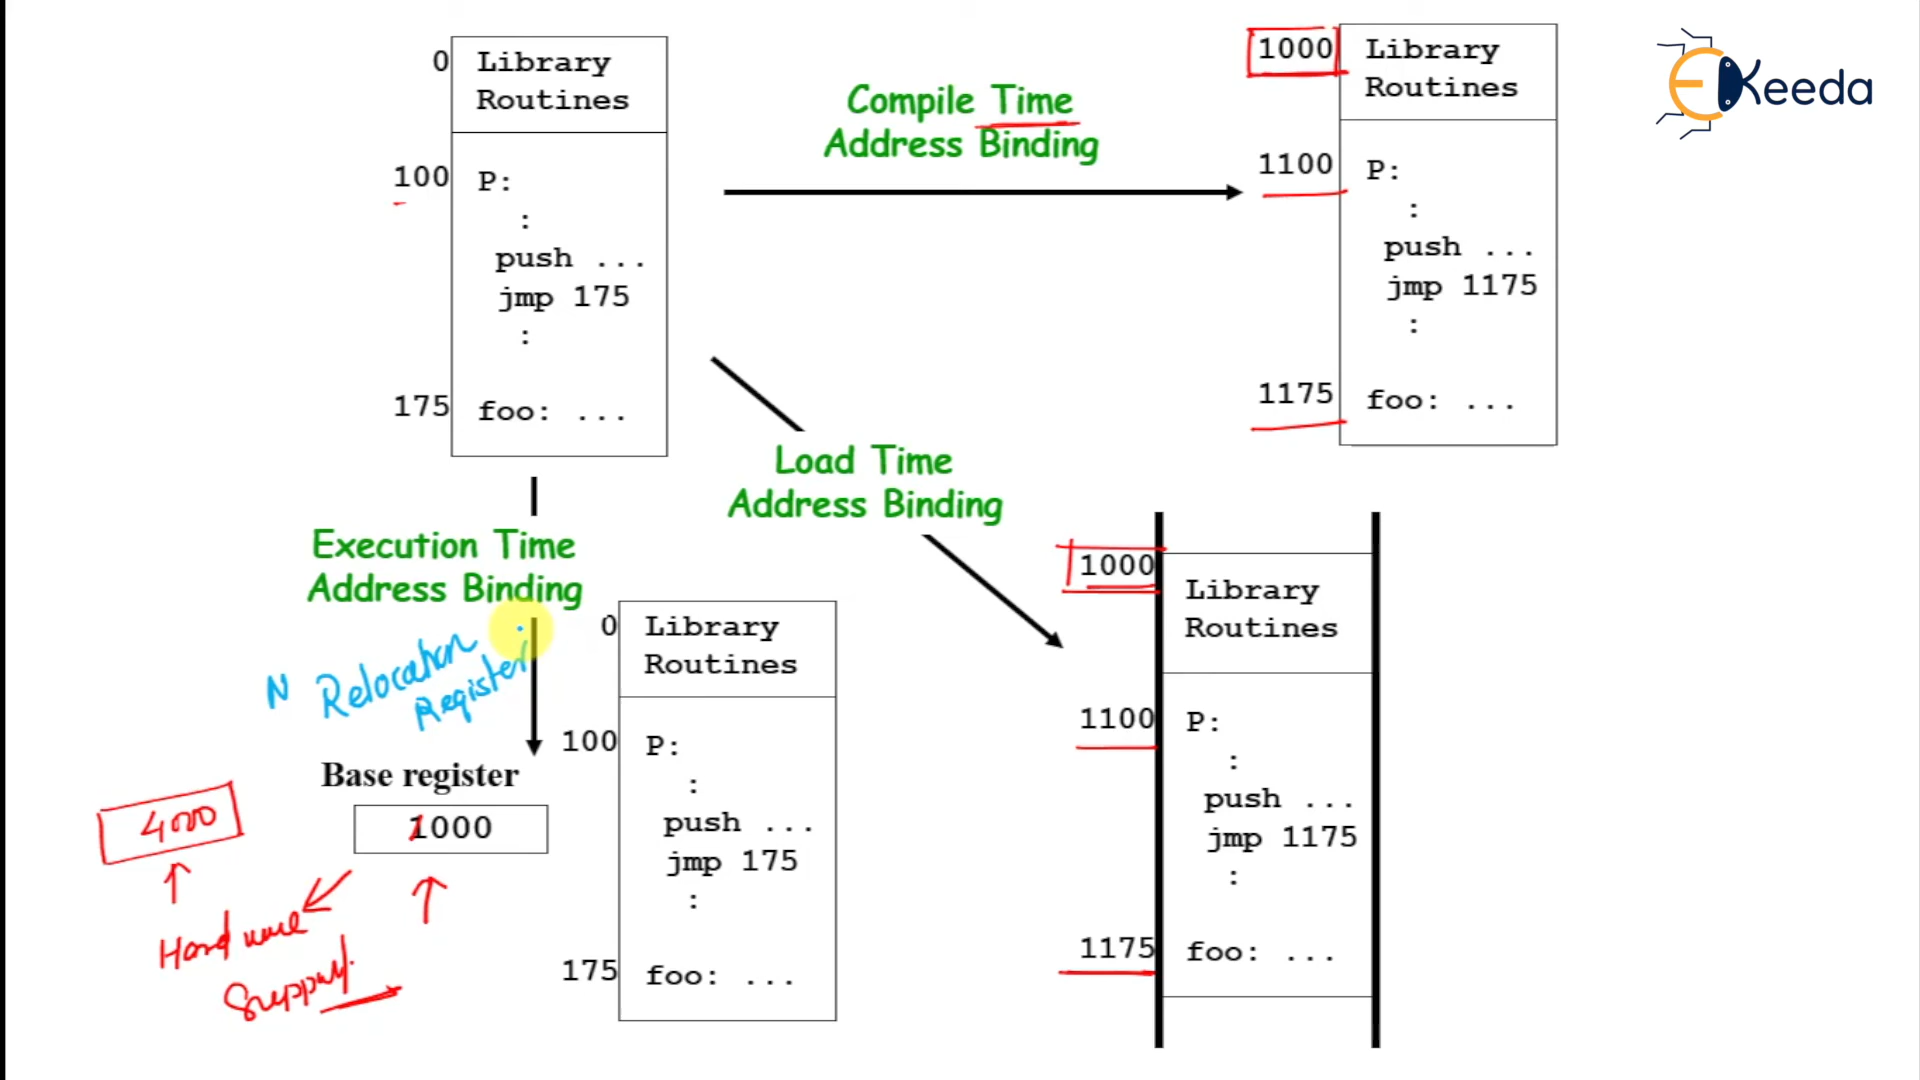 0
Library
Routines
100
P:
:
push ...
jmp 175
:
175
foo: ...
Compile Time
Address Binding
1000
Library
Routines
1100
P:
:
push ...
jmp 1175
:
1175
foo: ...
EKeeda
Load Time
Address Binding
Execution Time
Address Binding
N Relocation
Register
Base register
1000
4000
Hardware
Support
0
Library
Routines
100
P:
:
push ...
jmp 175
:
175
foo: ...
1000
Library
Routines
1100
P:
:
push ...
jmp 1175
:
1175
foo: ...